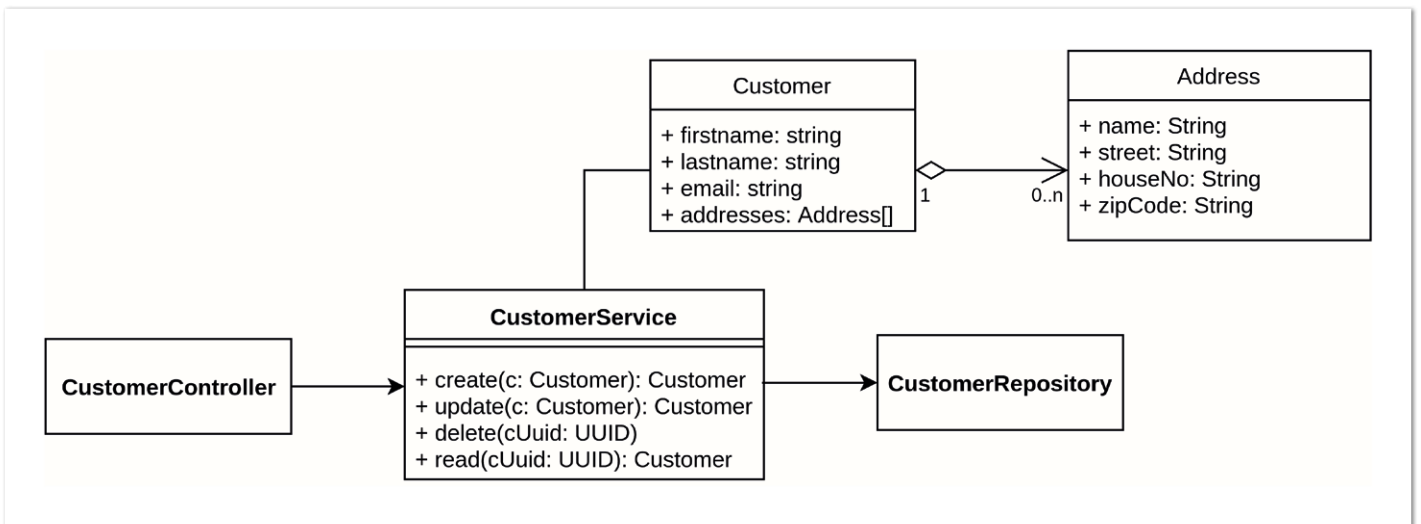 Customer
+ firstname: string
+ lastname: string
+ email: string
+ addresses: Address[]
1
0..n
Address
+ name: String
+ street: String
+ houseNo: String
+ zipCode: String
CustomerController
CustomerService
+ create(c: Customer): Customer
+ update(c: Customer): Customer
+ delete(cUuid: UUID)
+ read(cUuid: UUID): Customer
CustomerRepository